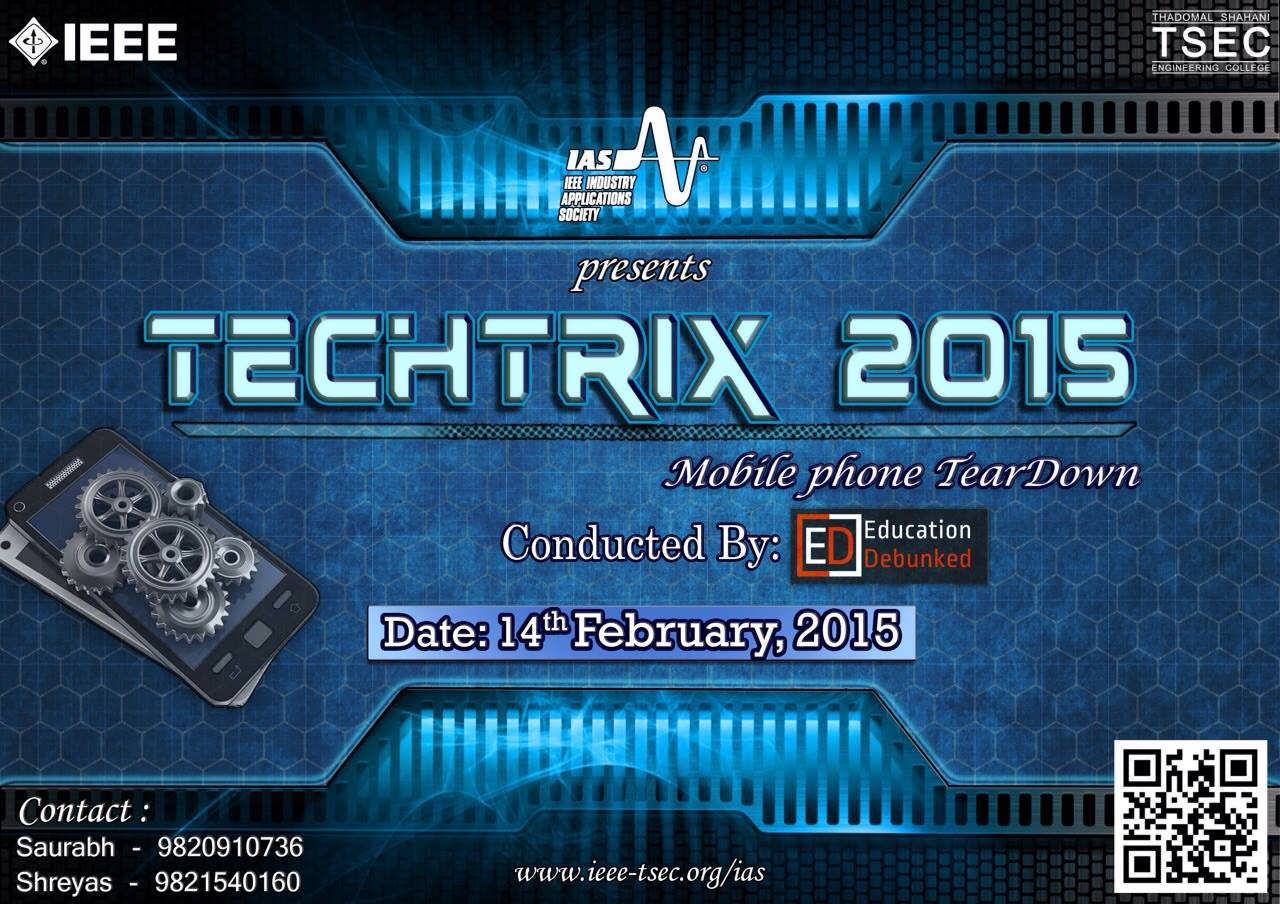 IEEE
THADOMAL SHAHANI
TSEC
ENGINEERING COLLEGE
IAS
IEEE INDUSTRY
APPLICATIONS
SOCIETY
presents
TECHTRIX 2015
Mobile phone TearDown
Conducted By: ED Education
Debunked
Date: 14th February, 2015
Contact :
Saurabh - 9820910736
Shreyas - 9821540160
www.ieee-tsec.org/ias